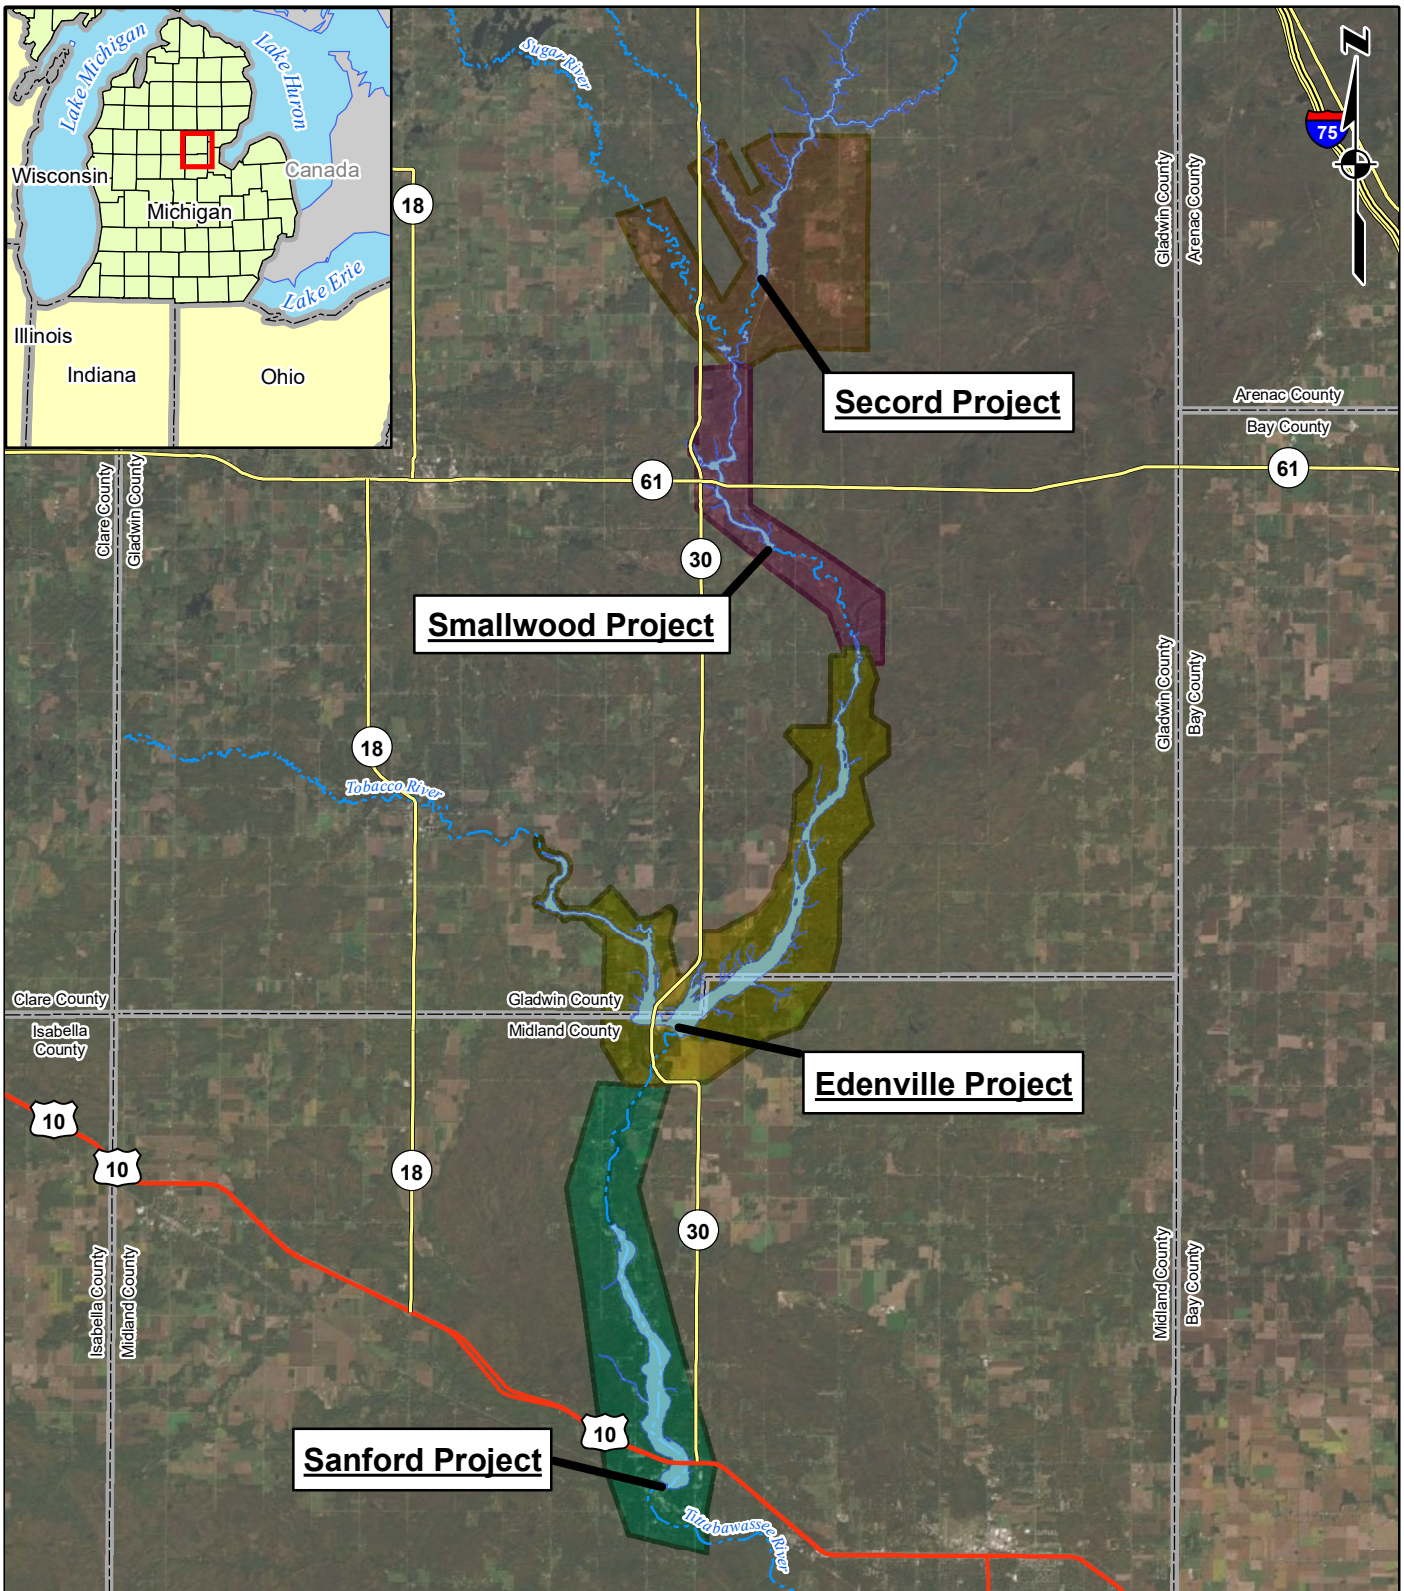 Lake Michigan
Lake Huron
Wisconsin
Canada
Michigan
Lake Erie
Illinois
Indiana
Ohio
Sugar River
N
75
18
Gladwin County
Arenac County
Secord Project
Arenac County
Bay County
61
61
Clare County
Gladwin County
30
Smallwood Project
Gladwin County
Bay County
18
Tobacco River
Clare County
Isabella
County
Gladwin County
Midland County
Edenville Project
10
10
18
30
Isabella County
Midland County
Midland County
Bay County
10
Sanford Project
Tittabawassee River